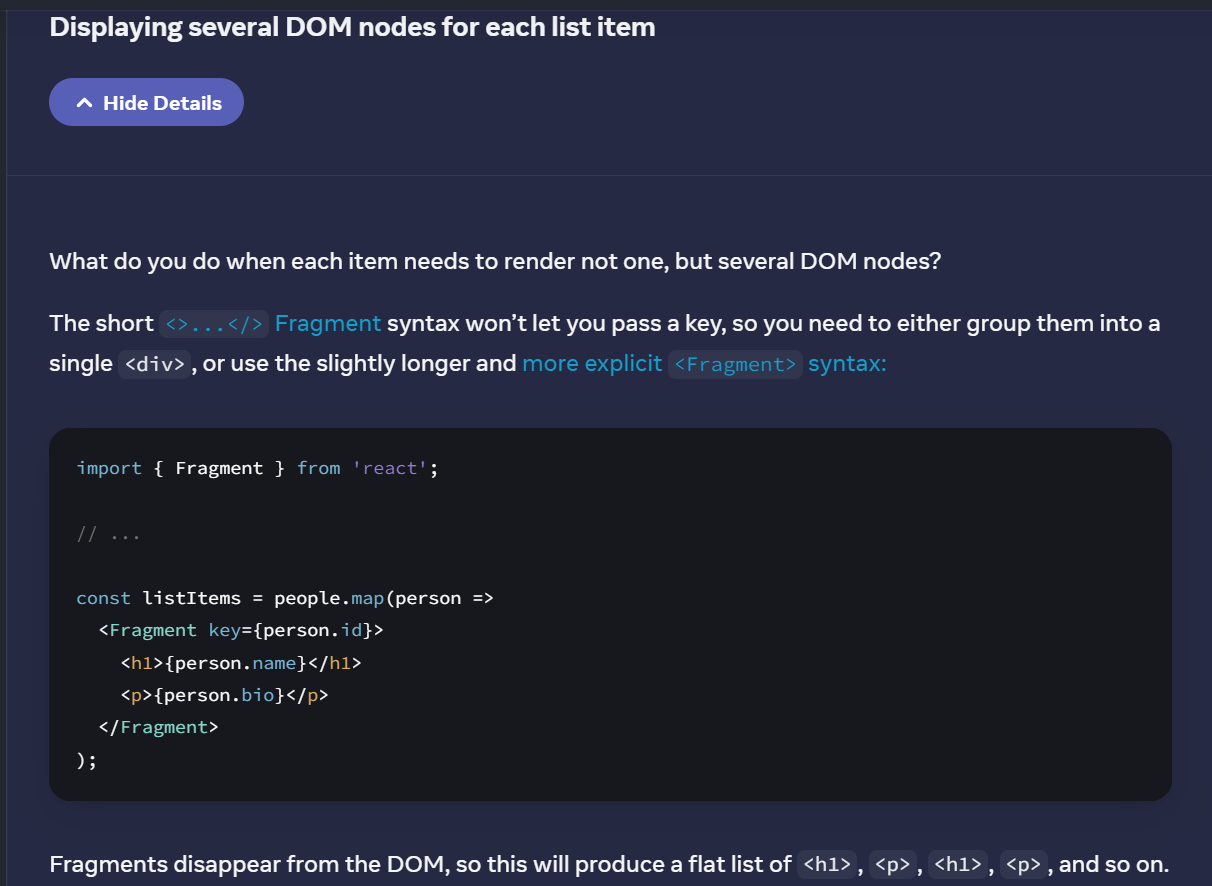 Displaying several DOM nodes for each list item
Hide Details
What do you do when each item needs to render not one, but several DOM nodes?
The short <>...</> Fragment syntax won’t let you pass a key, so you need to either group them into a
single <div>, or use the slightly longer and more explicit <Fragment> syntax:
import { Fragment } from 'react';
// ...
const listItems = people.map(person =>
  <Fragment key={person.id}>
    <h1>{person.name}</h1>
    <p>{person.bio}</p>
  </Fragment>
);
Fragments disappear from the DOM, so this will produce a flat list of <h1>, <p>, <h1>, <p>, and so on.